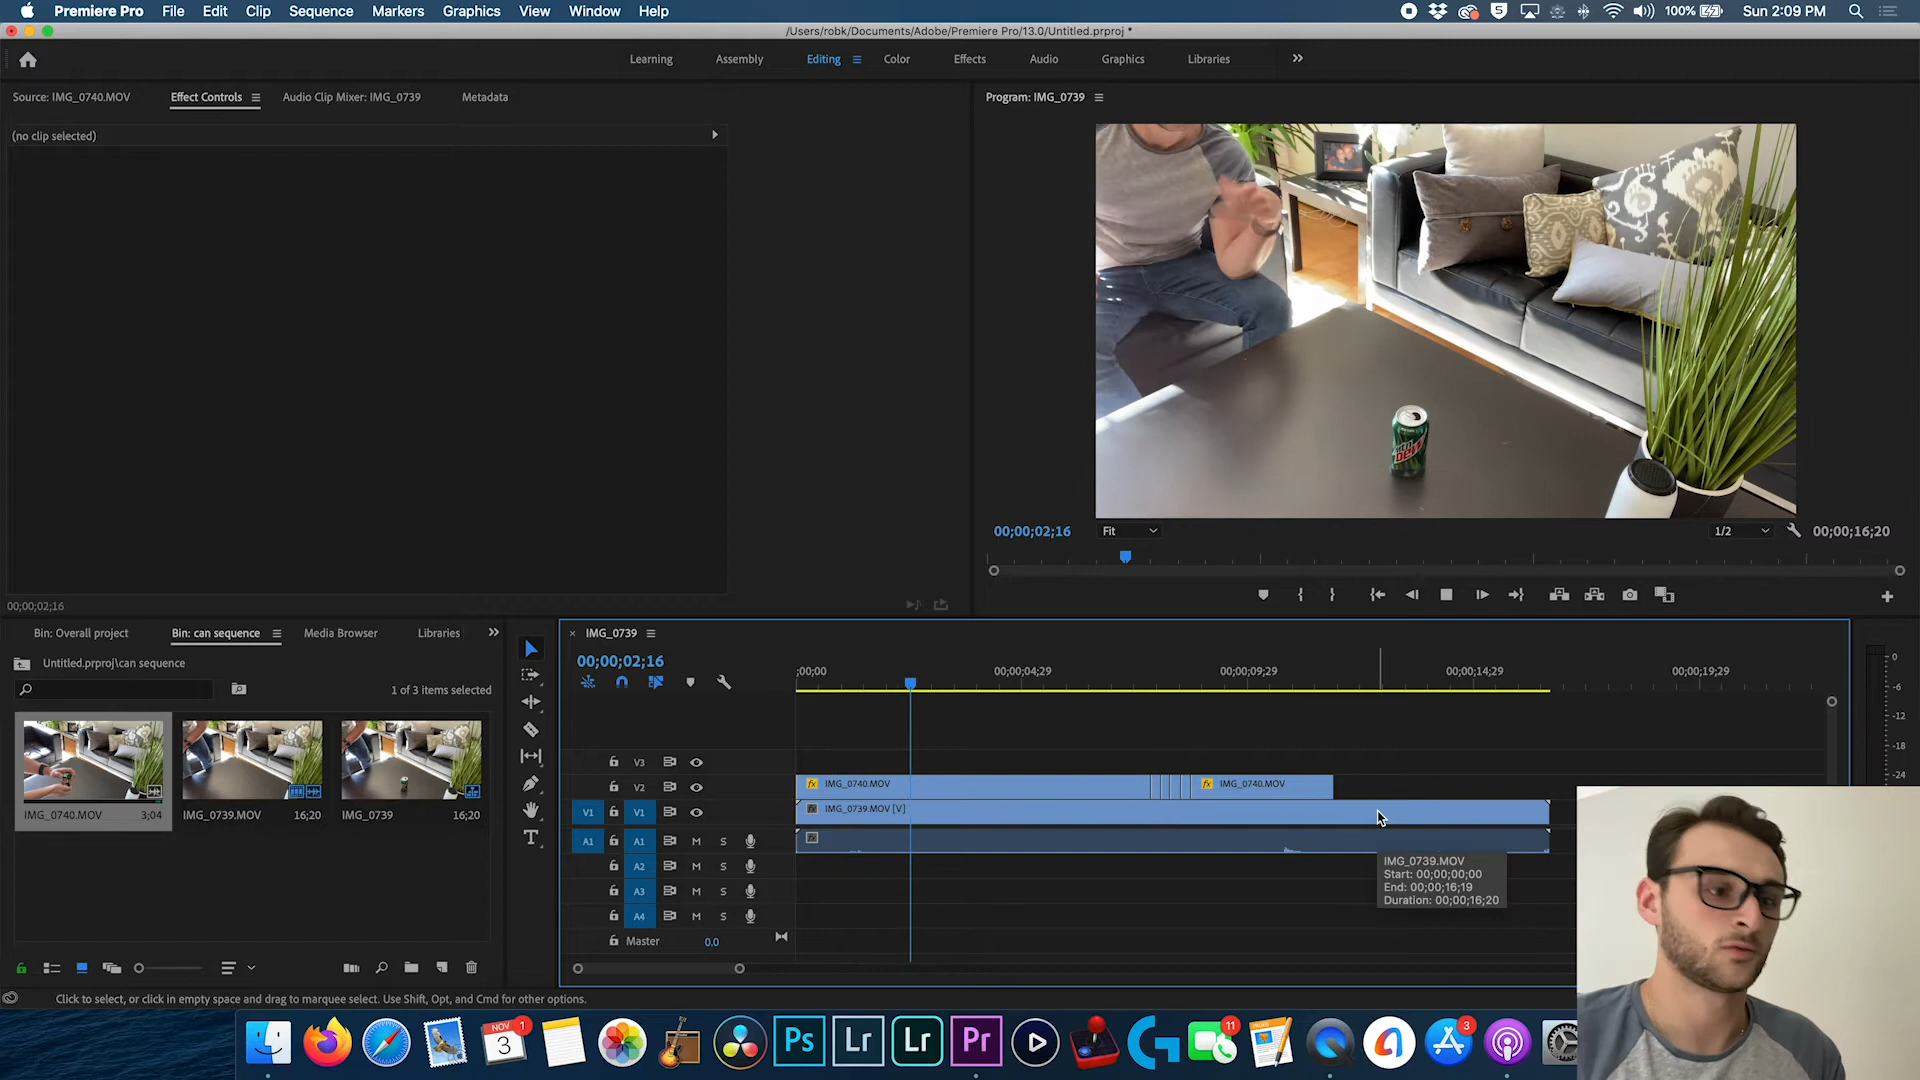 Premiere Pro File Edit Clip Sequence Markers Graphics View Window Help 100% Sun 2:09 PM
/Users/robk/Documents/Adobe/Premiere Pro/13.0/Untitled.prproj *
Learning Assembly Editing Color Effects Audio Graphics Libraries
Source: IMG_0740.MOV Effect Controls Audio Clip Mixer: IMG_0739 Metadata Program: IMG_0739
(no clip selected)
00;00;02;16 Fit 1/2 00;00;16;20
00;00;02;16
Bin: Overall project Bin: can sequence Media Browser Libraries
Untitled.prproj\can sequence
1 of 3 items selected
IMG_0740.MOV 3;04 IMG_0739.MOV 16;20 IMG_0739 16;20
IMG_0739
00;00;02;16
;00;00 00;00;04;29 00;00;09;29 00;00;14;29 00;00;19;29
V3
V2 IMG_0740.MOV IMG_0740.MOV
V1 V1 IMG_0739.MOV [V]
A1 A1 M S
A2 M S
A3 M S
A4 M S
Master 0.0
IMG_0739.MOV
Start: 00;00;00;00
End: 00;00;16;19
Duration: 00;00;16;20
0
-6
-12
-18
-24
Click to select, or click in empty space and drag to marquee select. Use Shift, Opt, and Cmd for other options.
NOV 3 1 Ps Lr Lr Pr 11 3